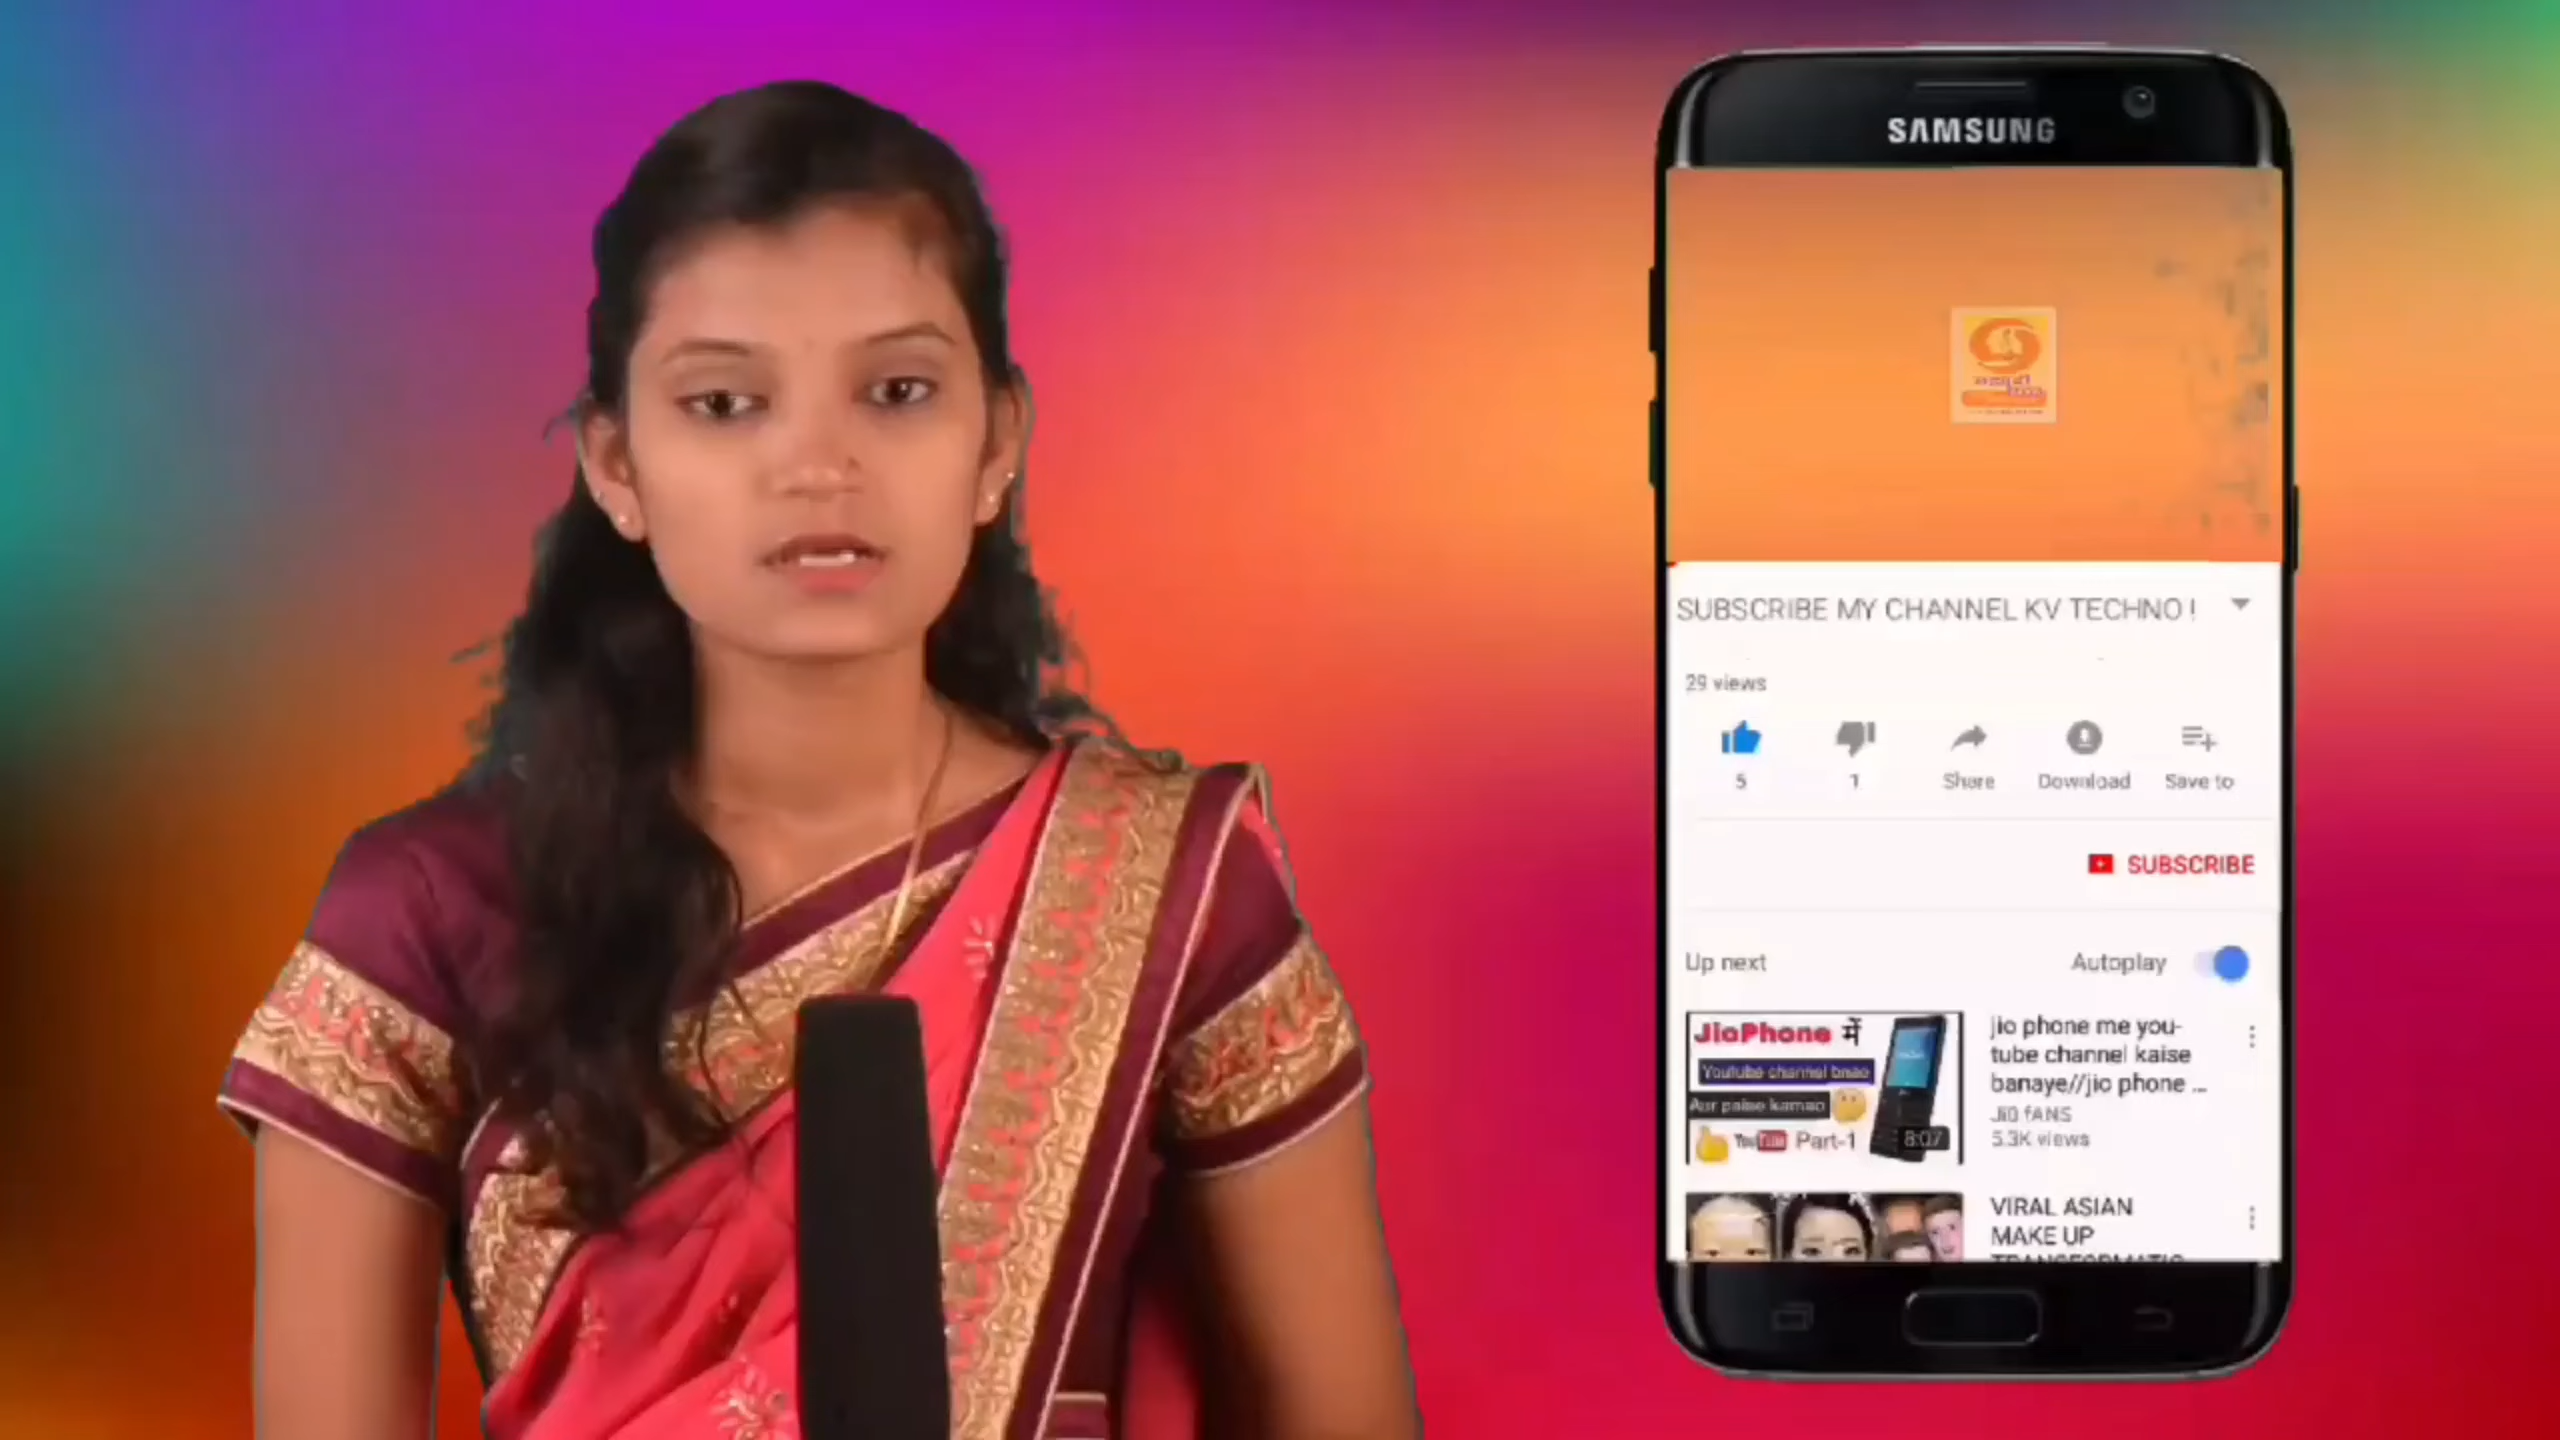 SAMSUNG
SUBSCRIBE MY CHANNEL KV TECHNO !
29 views
5
1
Share
Download
Save to
SUBSCRIBE
Up next
Autoplay
JioPhone में
Youtube channel bnae
Aur paise kamao
YouTube Part-1
8:07
jio phone me you-
tube channel kaise
banaye//jio phone ...
JiO fANS
5.3K views
VIRAL ASIAN
MAKE UP